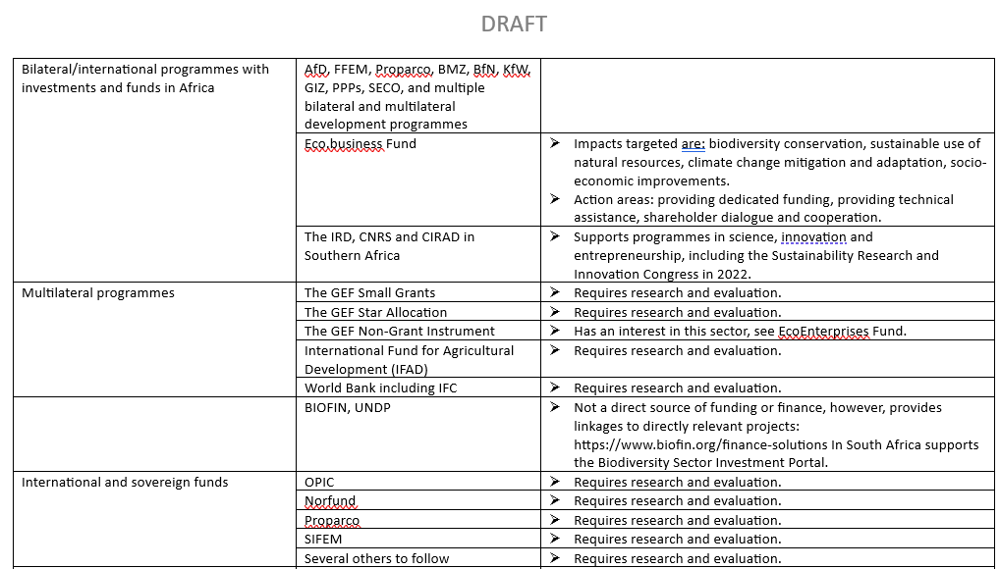 DRAFT
Bilateral/international programmes with
investments and funds in Africa
AfD, FFEM, Proparco, BMZ, BfN, KfW,
GIZ, PPPs, SECO, and multiple
bilateral and multilateral
development programmes
Eco.business Fund
➢ Impacts targeted are: biodiversity conservation, sustainable use of
natural resources, climate change mitigation and adaptation, socio-
economic improvements.
➢ Action areas: providing dedicated funding, providing technical
assistance, shareholder dialogue and cooperation.
The IRD, CNRS and CIRAD in
Southern Africa
➢ Supports programmes in science, innovation and
entrepreneurship, including the Sustainability Research and
Innovation Congress in 2022.
Multilateral programmes
The GEF Small Grants
➢ Requires research and evaluation.
The GEF Star Allocation
➢ Requires research and evaluation.
The GEF Non-Grant Instrument
➢ Has an interest in this sector, see EcoEnterprises Fund.
International Fund for Agricultural
Development (IFAD)
➢ Requires research and evaluation.
World Bank including IFC
➢ Requires research and evaluation.
BIOFIN, UNDP
➢ Not a direct source of funding or finance, however, provides
linkages to directly relevant projects:
https://www.biofin.org/finance-solutions In South Africa supports
the Biodiversity Sector Investment Portal.
International and sovereign funds
OPIC
➢ Requires research and evaluation.
Norfund
➢ Requires research and evaluation.
Proparco
➢ Requires research and evaluation.
SIFEM
➢ Requires research and evaluation.
Several others to follow
➢ Requires research and evaluation.